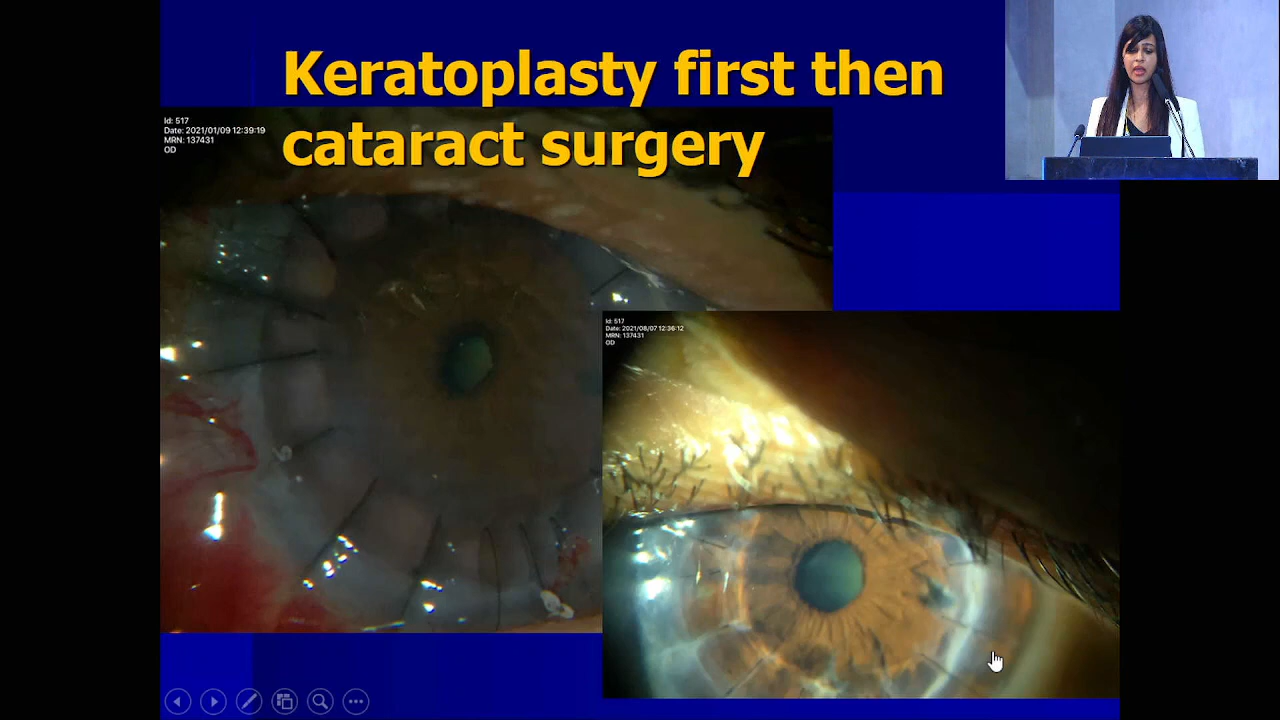 Keratoplasty first then
cataract surgery
Id: 517
Date: 2021/01/09 12:39:19
MRN: 137431
OD
Id: 517
Date: 2021/08/07 12:36:12
MRN: 137431
OD